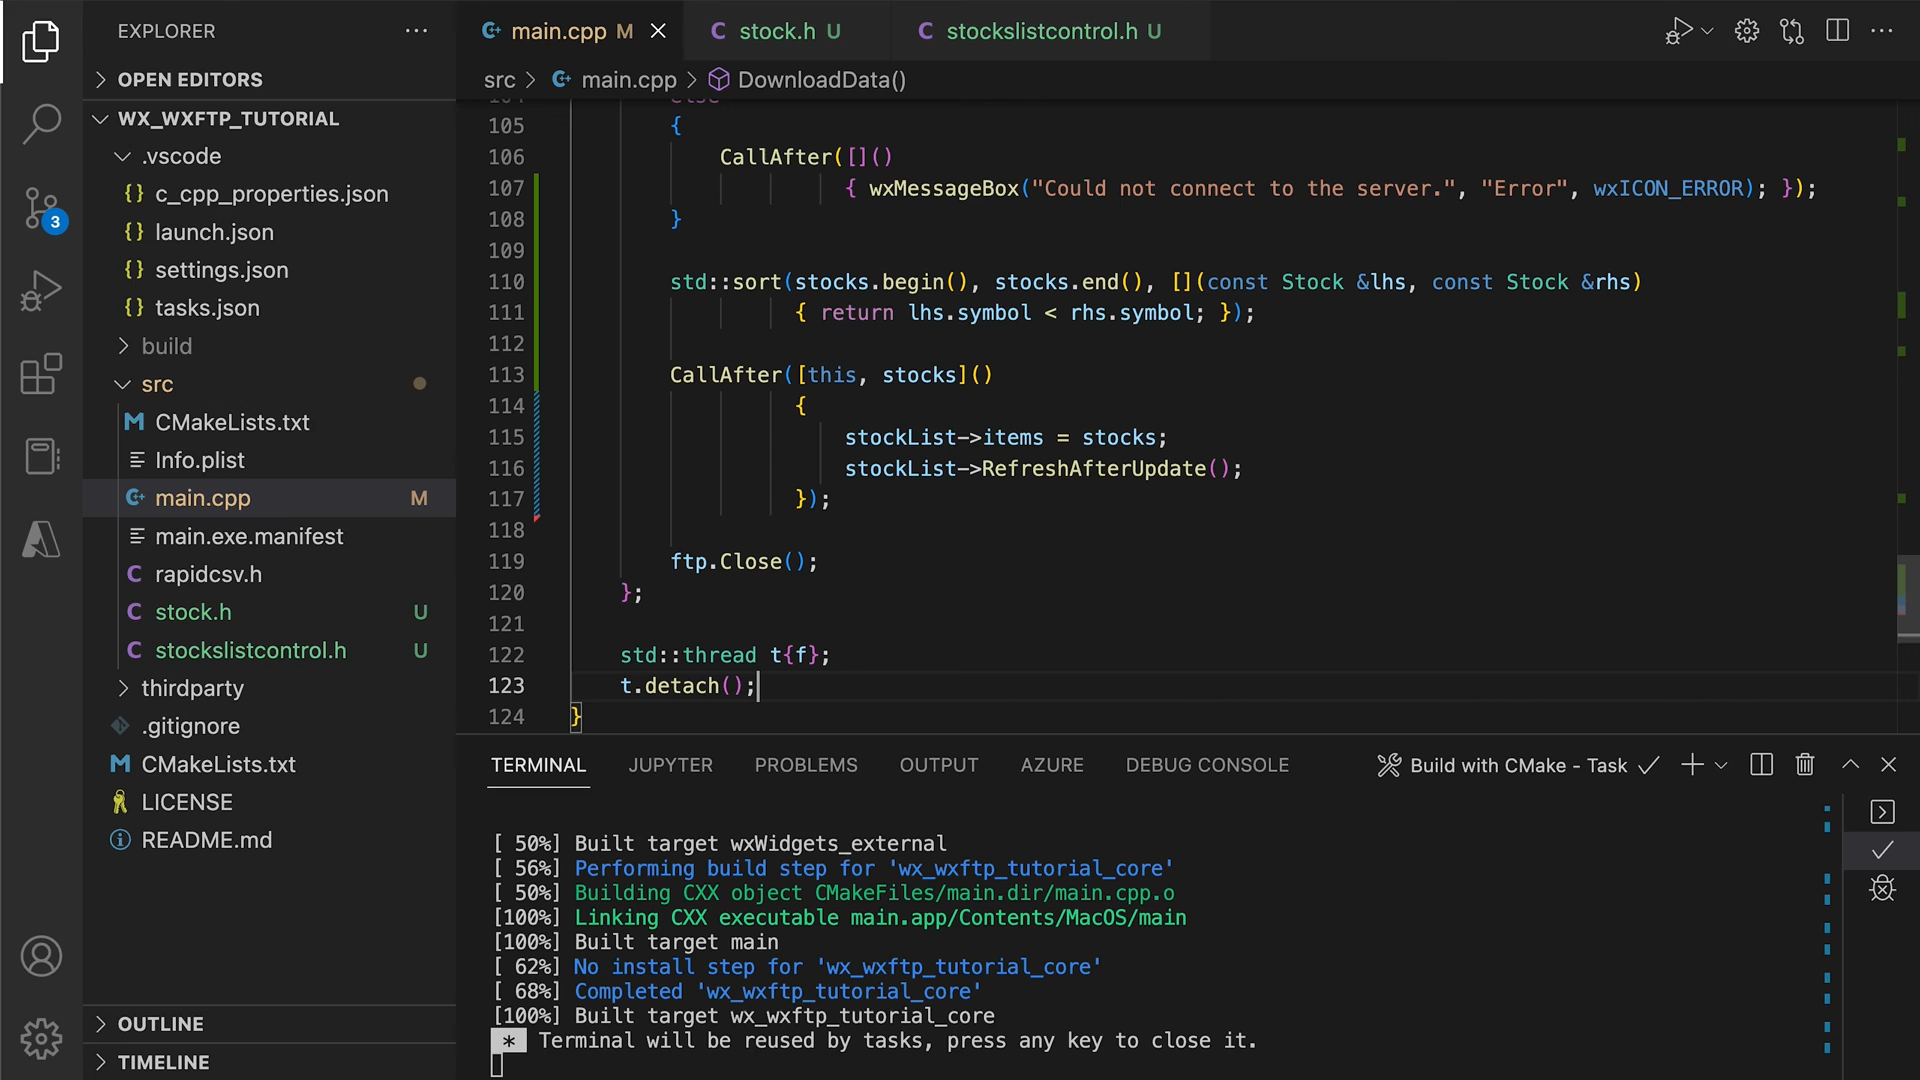 EXPLORER
OPEN EDITORS
WX_WXFTP_TUTORIAL
.vscode
{} c_cpp_properties.json
{} launch.json
{} settings.json
{} tasks.json
build
src
M CMakeLists.txt
Info.plist
main.cpp M
main.exe.manifest
C rapidcsv.h
C stock.h U
C stockslistcontrol.h U
thirdparty
.gitignore
M CMakeLists.txt
LICENSE
README.md
OUTLINE
TIMELINE
3
main.cpp M
C stock.h U
C stockslistcontrol.h U
src > main.cpp > DownloadData()
104 else
105 {
106 CallAfter([]()
107 { wxMessageBox("Could not connect to the server.", "Error", wxICON_ERROR); });
108 }
109
110 std::sort(stocks.begin(), stocks.end(), [](const Stock &lhs, const Stock &rhs)
111 { return lhs.symbol < rhs.symbol; });
112
113 CallAfter([this, stocks]()
114 {
115 stockList->items = stocks;
116 stockList->RefreshAfterUpdate();
117 });
118
119 ftp.Close();
120 };
121
122 std::thread t{f};
123 t.detach();
124 }
TERMINAL JUPYTER PROBLEMS OUTPUT AZURE DEBUG CONSOLE Build with CMake - Task
[ 50%] Built target wxWidgets_external
[ 56%] Performing build step for 'wx_wxftp_tutorial_core'
[ 50%] Building CXX object CMakeFiles/main.dir/main.cpp.o
[100%] Linking CXX executable main.app/Contents/MacOS/main
[100%] Built target main
[ 62%] No install step for 'wx_wxftp_tutorial_core'
[ 68%] Completed 'wx_wxftp_tutorial_core'
[100%] Built target wx_wxftp_tutorial_core
* Terminal will be reused by tasks, press any key to close it.